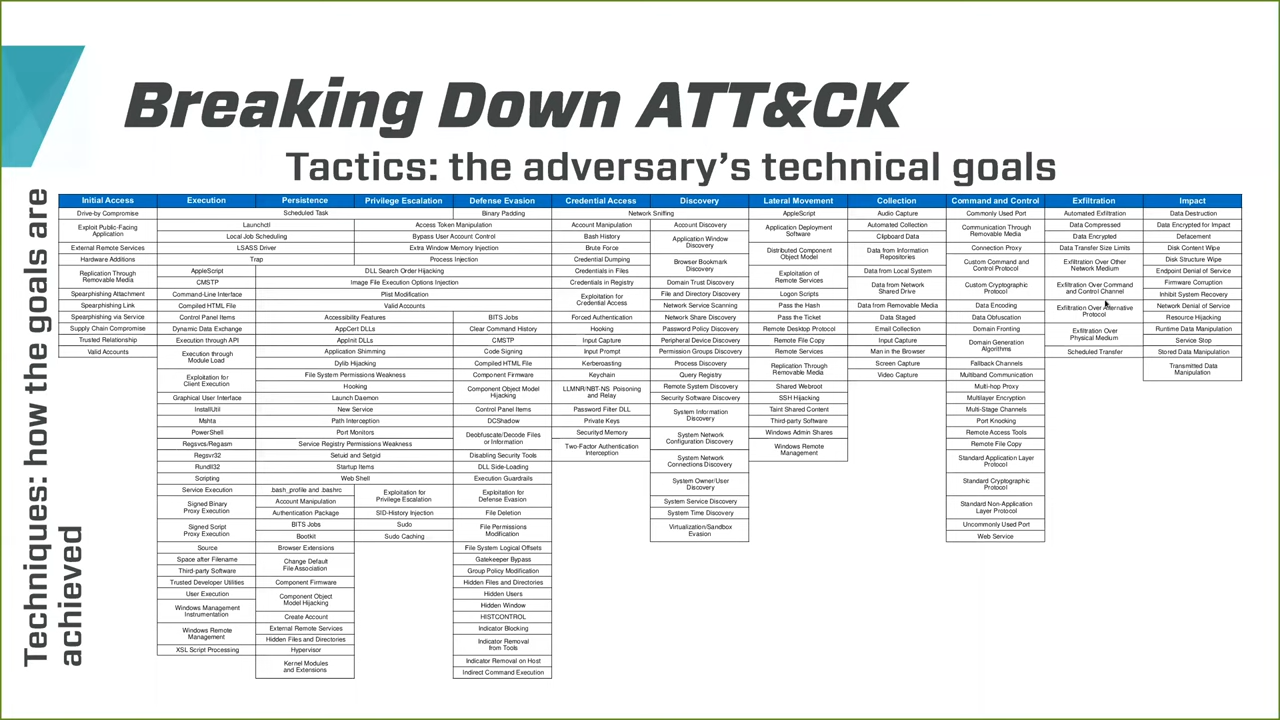 Breaking Down ATT&CK
Tactics: the adversary's technical goals
Techniques: how the goals are
achieved
Initial Access
Drive-by Compromise
Exploit Public-Facing
Application
External Remote Services
Hardware Additions
Replication Through
Removable Media
Spearphishing Attachment
Spearphishing Link
Spearphishing via Service
Supply Chain Compromise
Trusted Relationship
Valid Accounts
Execution
Persistence
Privilege Escalation
Defense Evasion
Scheduled Task
Binary Padding
Launchctl
Access Token Manipulation
Local Job Scheduling
Bypass User Account Control
LSASS Driver
Extra Window Memory Injection
Trap
Process Injection
AppleScript
DLL Search Order Hijacking
CMSTP
Image File Execution Options Injection
Command-Line Interface
Plist Modification
Compiled HTML File
Valid Accounts
Control Panel Items
Accessibility Features
BITS Jobs
Dynamic Data Exchange
AppCert DLLs
Clear Command History
Execution through API
AppInit DLLs
CMSTP
Execution through
Module Load
Application Shimming
Code Signing
Dylib Hijacking
Compiled HTML File
Exploitation for
Client Execution
File System Permissions Weakness
Component Firmware
Hooking
Component Object Model
Hijacking
Graphical User Interface
Launch Daemon
InstallUtil
New Service
Control Panel Items
Mshta
Path Interception
DCShadow
PowerShell
Port Monitors
Deobfuscate/Decode Files
or Information
Regsvcs/Regasm
Service Registry Permissions Weakness
Regsvr32
Setuid and Setgid
Disabling Security Tools
Rundll32
Startup Items
DLL Side-Loading
Scripting
Web Shell
Execution Guardrails
Service Execution
.bash_profile and .bashrc
Exploitation for
Privilege Escalation
Exploitation for
Defense Evasion
Signed Binary
Proxy Execution
Account Manipulation
Authentication Package
SID-History Injection
File Deletion
Signed Script
Proxy Execution
BITS Jobs
Sudo
File Permissions
Modification
Bootkit
Sudo Caching
Source
Browser Extensions
File System Logical Offsets
Space after Filename
Change Default
File Association
Gatekeeper Bypass
Third-party Software
Group Policy Modification
Trusted Developer Utilities
Component Firmware
Hidden Files and Directories
User Execution
Component Object
Model Hijacking
Hidden Users
Windows Management
Instrumentation
Hidden Window
Create Account
HISTCONTROL
Windows Remote
Management
External Remote Services
Indicator Blocking
Hidden Files and Directories
Indicator Removal
from Tools
XSL Script Processing
Hypervisor
Kernel Modules
and Extensions
Indicator Removal on Host
Indirect Command Execution
Credential Access
Discovery
Network Sniffing
Account Manipulation
Bash History
Brute Force
Credential Dumping
Credentials in Files
Credentials in Registry
Exploitation for
Credential Access
Forced Authentication
Hooking
Input Capture
Input Prompt
Kerberoasting
Keychain
LLMNR/NBT-NS Poisoning
and Relay
Password Filter DLL
Private Keys
Securityd Memory
Two-Factor Authentication
Interception
Account Discovery
Application Window
Discovery
Browser Bookmark
Discovery
Domain Trust Discovery
File and Directory Discovery
Network Service Scanning
Network Share Discovery
Password Policy Discovery
Peripheral Device Discovery
Permission Groups Discovery
Process Discovery
Query Registry
Remote System Discovery
Security Software Discovery
System Information
Discovery
System Network
Configuration Discovery
System Network
Connections Discovery
System Owner/User
Discovery
System Service Discovery
System Time Discovery
Virtualization/Sandbox
Evasion
Lateral Movement
AppleScript
Application Deployment
Software
Distributed Component
Object Model
Exploitation of
Remote Services
Logon Scripts
Pass the Hash
Pass the Ticket
Remote Desktop Protocol
Remote File Copy
Remote Services
Replication Through
Removable Media
Shared Webroot
SSH Hijacking
Taint Shared Content
Third-party Software
Windows Admin Shares
Windows Remote
Management
Collection
Audio Capture
Automated Collection
Clipboard Data
Data from Information
Repositories
Data from Local System
Data from Network
Shared Drive
Data from Removable Media
Data Staged
Email Collection
Input Capture
Man in the Browser
Screen Capture
Video Capture
Command and Control
Commonly Used Port
Communication Through
Removable Media
Connection Proxy
Custom Command and
Control Protocol
Custom Cryptographic
Protocol
Data Encoding
Data Obfuscation
Domain Fronting
Domain Generation
Algorithms
Fallback Channels
Multiband Communication
Multi-hop Proxy
Multilayer Encryption
Multi-Stage Channels
Port Knocking
Remote Access Tools
Remote File Copy
Standard Application Layer
Protocol
Standard Cryptographic
Protocol
Standard Non-Application
Layer Protocol
Uncommonly Used Port
Web Service
Exfiltration
Automated Exfiltration
Data Compressed
Data Encrypted
Data Transfer Size Limits
Exfiltration Over Other
Network Medium
Exfiltration Over Command
and Control Channel
Exfiltration Over Alternative
Protocol
Exfiltration Over
Physical Medium
Scheduled Transfer
Impact
Data Destruction
Data Encrypted for Impact
Defacement
Disk Content Wipe
Disk Structure Wipe
Endpoint Denial of Service
Firmware Corruption
Inhibit System Recovery
Network Denial of Service
Resource Hijacking
Runtime Data Manipulation
Service Stop
Stored Data Manipulation
Transmitted Data
Manipulation